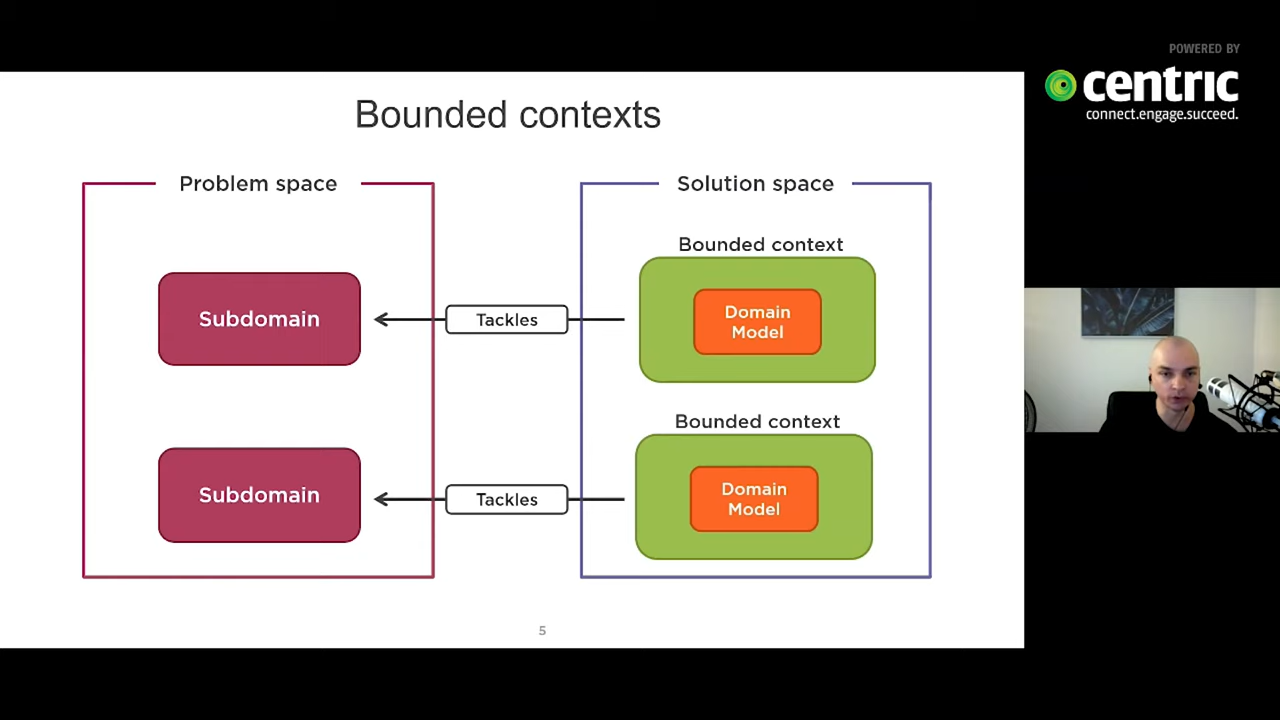 POWERED BY
centric
connect.engage.succeed.
Bounded contexts
Problem space
Solution space
Bounded context
Subdomain
Tackles
Domain
Model
Bounded context
Subdomain
Tackles
Domain
Model
5